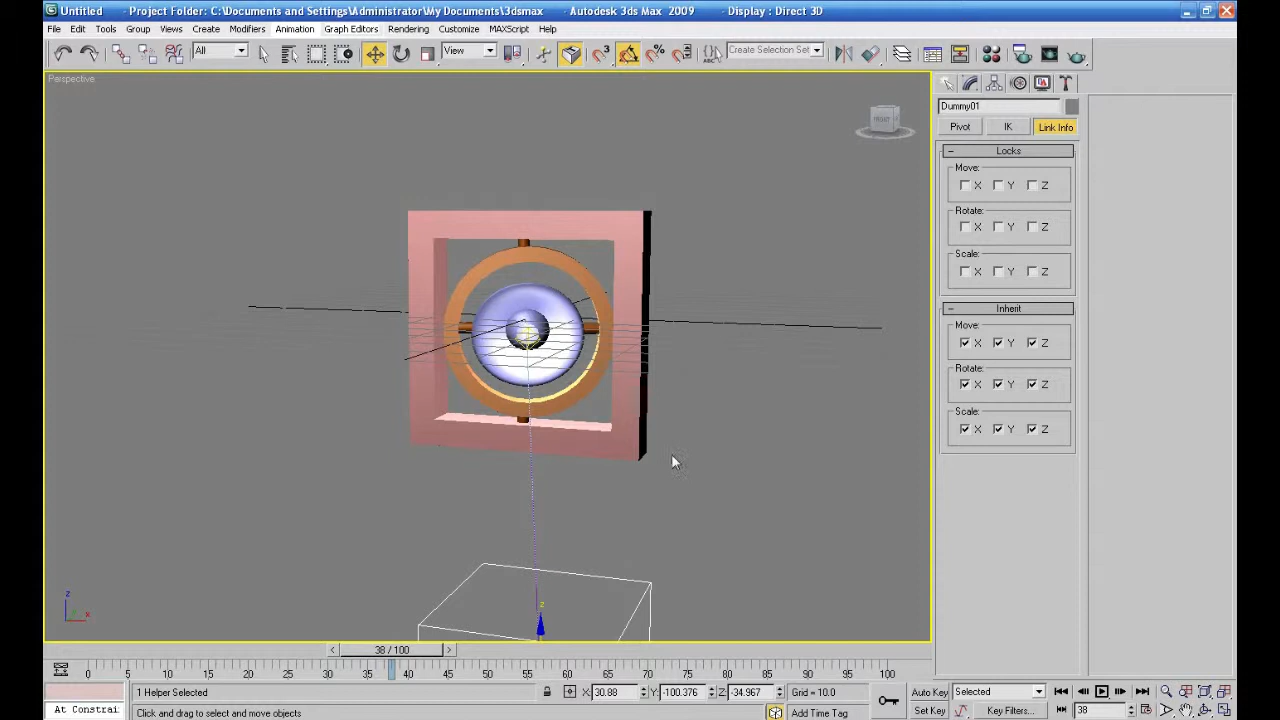 Untitled - Project Folder: C:\Documents and Settings\Administrator\My Documents\3dsmax - Autodesk 3ds Max 2009 - Display : Direct 3D
File Edit Tools Group Views Create Modifiers Animation Graph Editors Rendering Customize MAXScript Help
All View Create Selection Set
Perspective
FRONT
Dummy01
Pivot IK Link Info
Locks
Move:
X Y Z
Rotate:
X Y Z
Scale:
X Y Z
Inherit
Move:
X Y Z
Rotate:
X Y Z
Scale:
X Y Z
z
z
x
38 / 100
0 5 10 15 20 25 30 35 40 45 50 55 60 65 70 75 80 85 90 95 100
1 Helper Selected X: 30.88 Y: -100.376 Z: -34.967 Grid = 10.0 Auto Key Selected
At Constrai Click and drag to select and move objects Add Time Tag Set Key Key Filters... 38